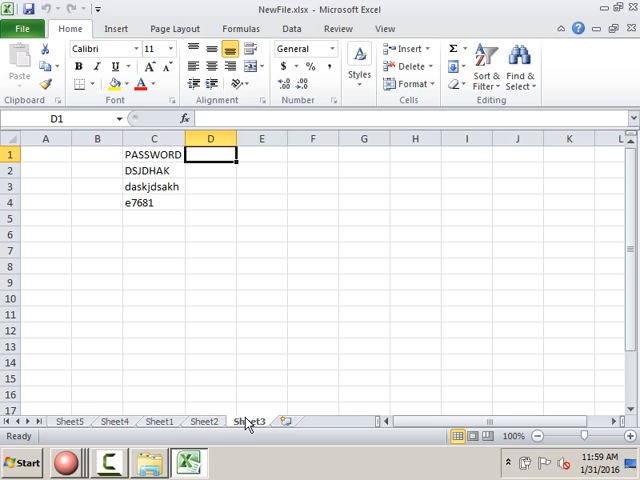 NewFile.xlsx - Microsoft Excel
File Home Insert Page Layout Formulas Data Review View
Paste
Calibri 11
B I U
A
General
$ % ,
Styles
Insert
Delete
Format
Σ
Sort & Filter
Find & Select
Clipboard Font Alignment Number Cells Editing
D1 fx
A B C D E F G H I J K L
1 PASSWORD
2 DSJDHAK
3 daskjdsakh
4 e7681
5
6
7
8
9
10
11
12
13
14
15
16
17
Sheet5 Sheet4 Sheet1 Sheet2 Sheet3
Ready 100%
Start 11:59 AM
1/31/2016